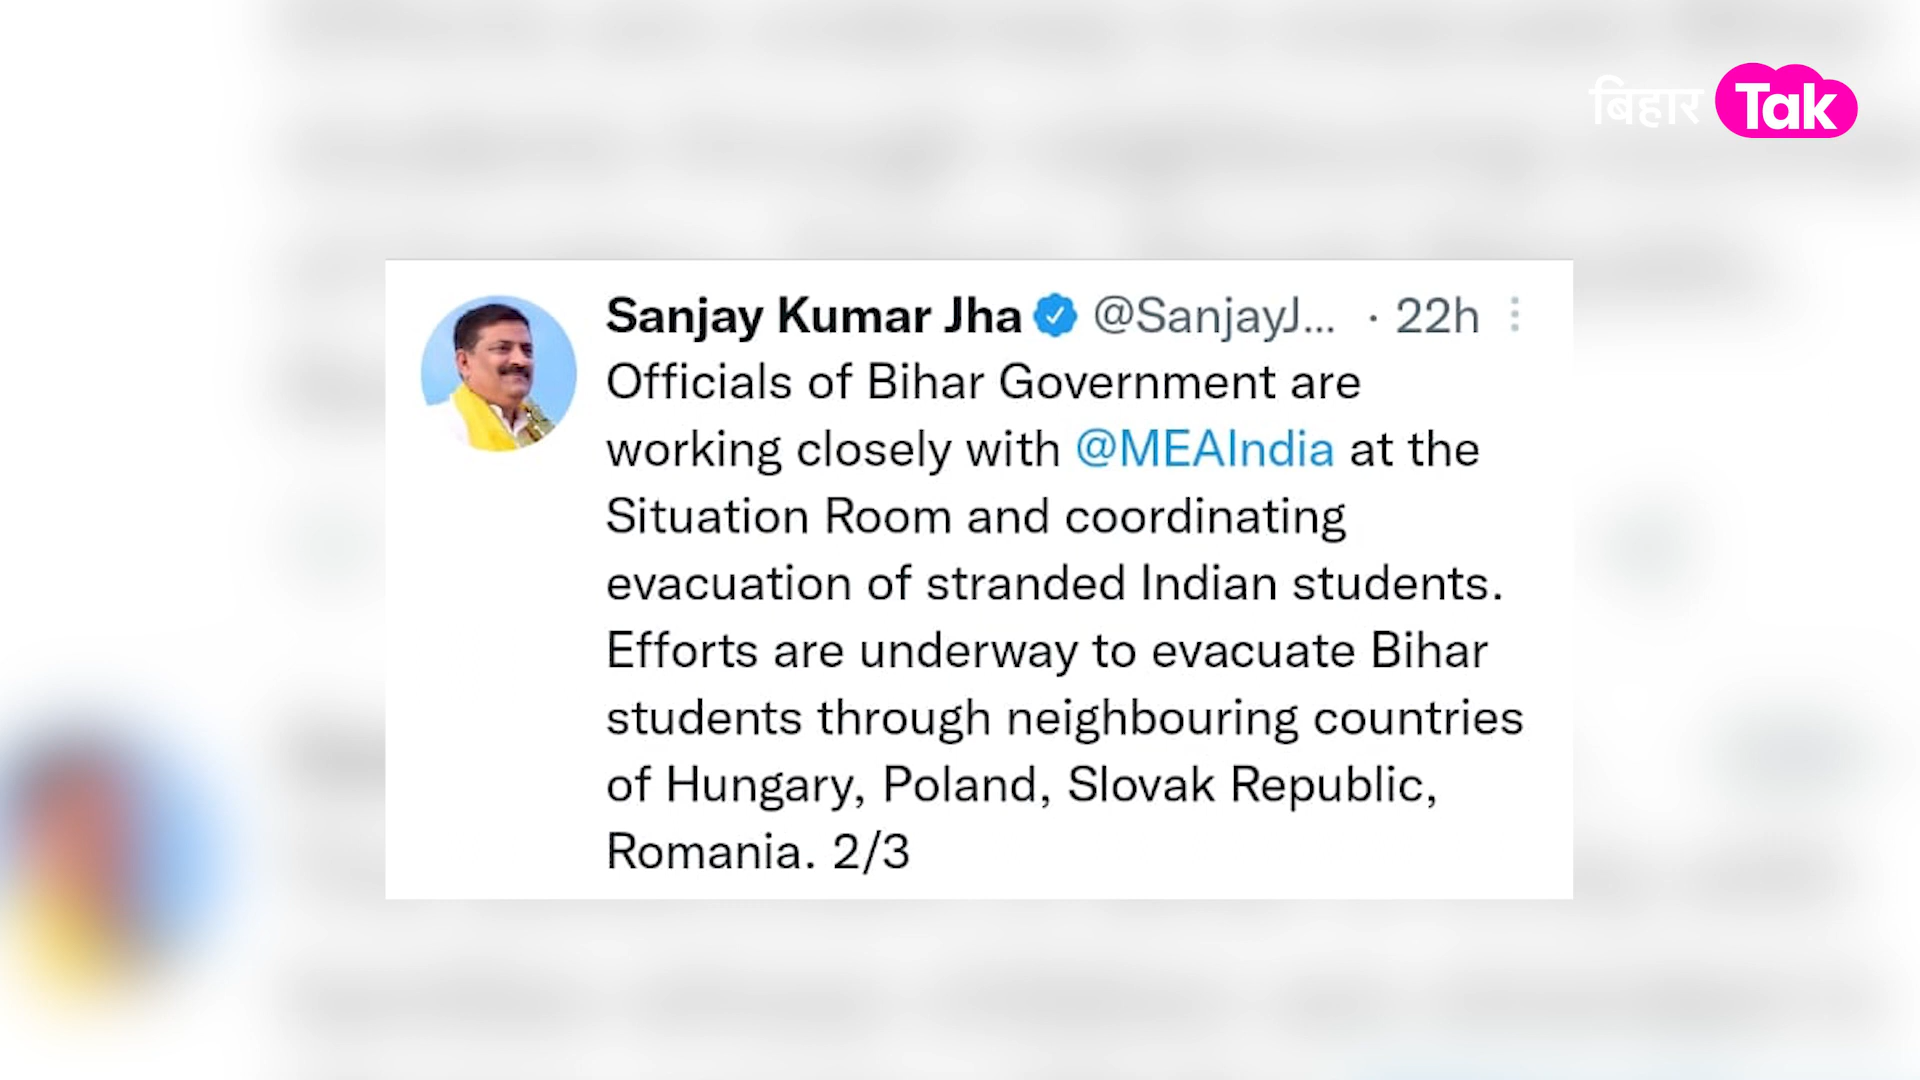 बिहार Tak
Sanjay Kumar Jha @SanjayJ... · 22h
Officials of Bihar Government are
working closely with @MEAIndia at the
Situation Room and coordinating
evacuation of stranded Indian students.
Efforts are underway to evacuate Bihar
students through neighbouring countries
of Hungary, Poland, Slovak Republic,
Romania. 2/3